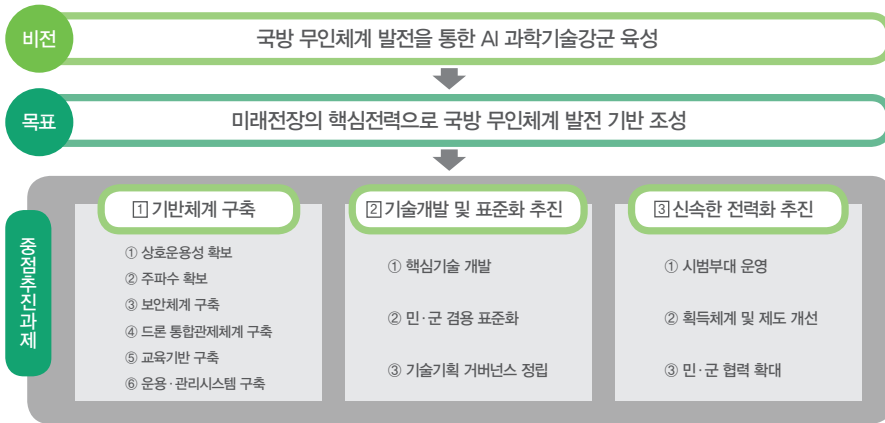 비전
국방 무인체계 발전을 통한 AI 과학기술강군 육성
목표
미래전장의 핵심전력으로 국방 무인체계 발전 기반 조성
중점추진과제
1 기반체계 구축
① 상호운용성 확보
② 주파수 확보
③ 보안체계 구축
④ 드론 통합관제체계 구축
⑤ 교육기반 구축
⑥ 운용·관리시스템 구축
2 기술개발 및 표준화 추진
① 핵심기술 개발
② 민·군 겸용 표준화
③ 기술기획 거버넌스 정립
3 신속한 전력화 추진
① 시범부대 운영
② 획득체계 및 제도 개선
③ 민·군 협력 확대